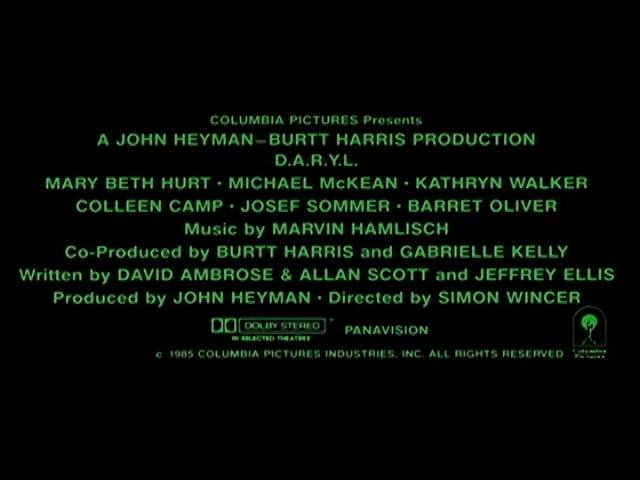 COLUMBIA PICTURES Presents
A JOHN HEYMAN–BURTT HARRIS PRODUCTION
D.A.R.Y.L.
MARY BETH HURT · MICHAEL McKEAN · KATHRYN WALKER
COLLEEN CAMP · JOSEF SOMMER · BARRET OLIVER
Music by MARVIN HAMLISCH
Co-Produced by BURTT HARRIS and GABRIELLE KELLY
Written by DAVID AMBROSE & ALLAN SCOTT and JEFFREY ELLIS
Produced by JOHN HEYMAN · Directed by SIMON WINCER
DOLBY STEREO PANAVISION
IN SELECTED THEATRES
c 1985 COLUMBIA PICTURES INDUSTRIES, INC. ALL RIGHTS RESERVED
Columbia
Pictures